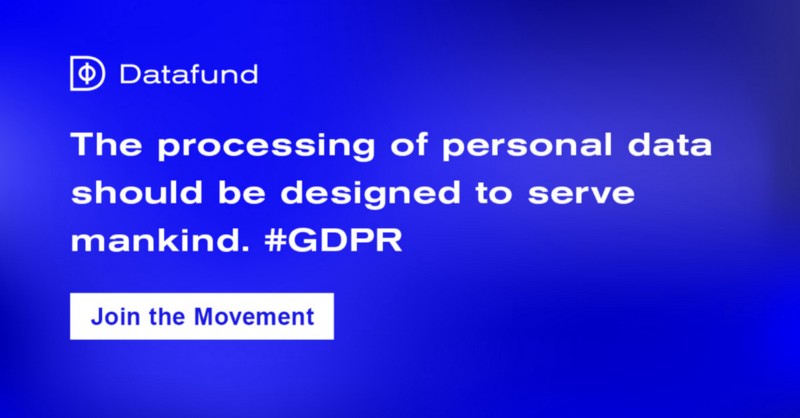 Datafund
The processing of personal data
should be designed to serve
mankind. #GDPR
Join the Movement